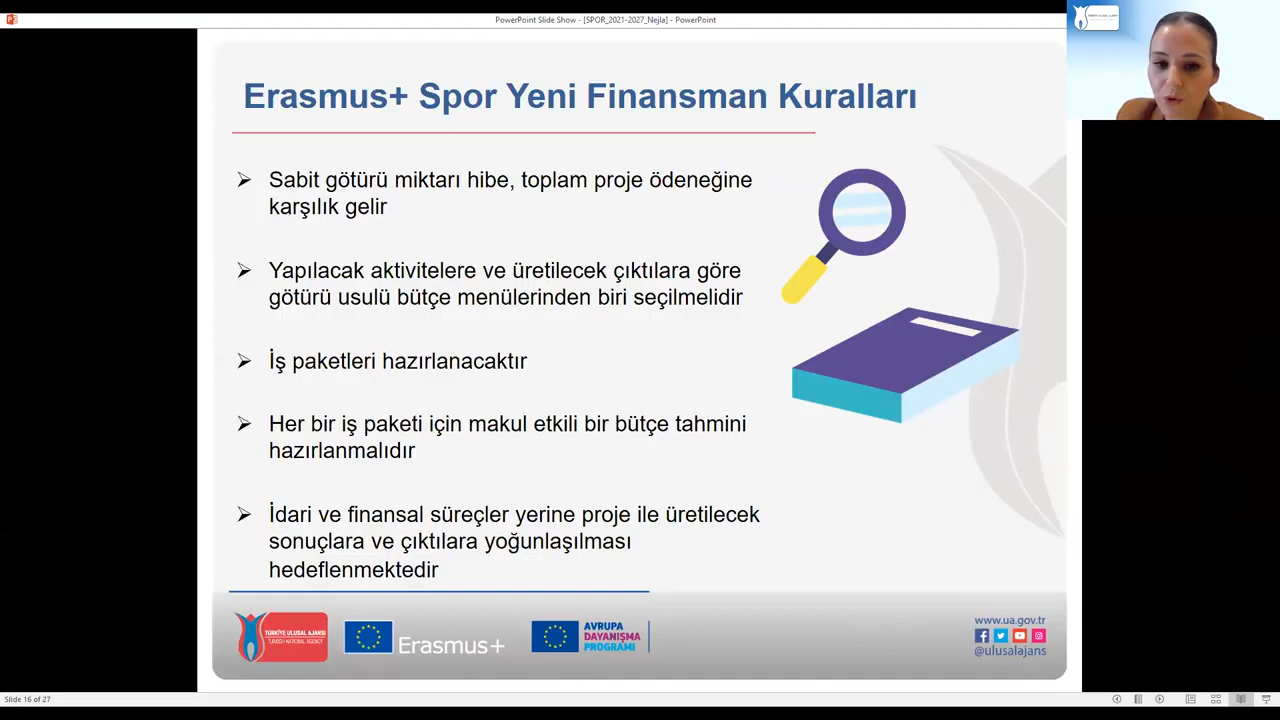 PowerPoint Slide Show - [SPOR_2021-2027_Nejla] - PowerPoint
Erasmus+ Spor Yeni Finansman Kuralları
Sabit götürü miktarı hibe, toplam proje ödeneğine
karşılık gelir
Yapılacak aktivitelere ve üretilecek çıktılara göre
götürü usulü bütçe menülerinden biri seçilmelidir
İş paketleri hazırlanacaktır
Her bir iş paketi için makul etkili bir bütçe tahmini
hazırlanmalıdır
İdari ve finansal süreçler yerine proje ile üretilecek
sonuçlara ve çıktılara yoğunlaşılması
hedeflenmektedir
TÜRKİYE ULUSAL AJANSI
TURKISH NATIONAL AGENCY
Erasmus+
AVRUPA
DAYANIŞMA
PROGRAMI
www.ua.gov.tr
@ulusalajans
Slide 16 of 27